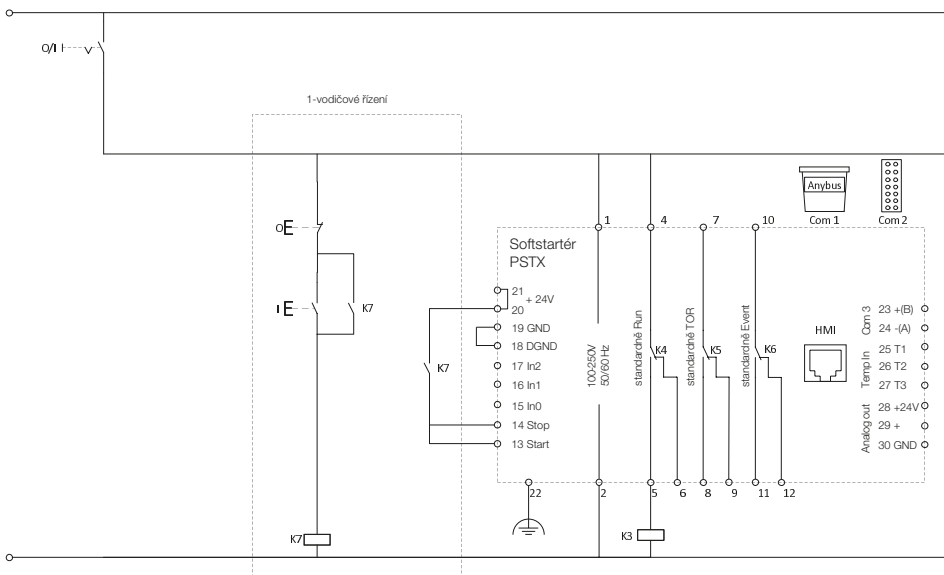 O/I
1-vodičové řízení
Anybus
Com 1
Com 2
O
1
4
7
10
Softstartér
PSTX
21
+ 24V
20
19 GND
18 DGND
17 In2
16 In1
15 In0
14 Stop
13 Start
I
K7
K7
100-250V
50/60 Hz
standardně Run
K4
standardně TOR
K5
standardně Event
K6
HMI
Com 3
23 +(B)
24 -(A)
Temp In
25 T1
26 T2
27 T3
Analog out
28 +24V
29 +
30 GND
22
2
5
6
8
9
11
12
K7
K3